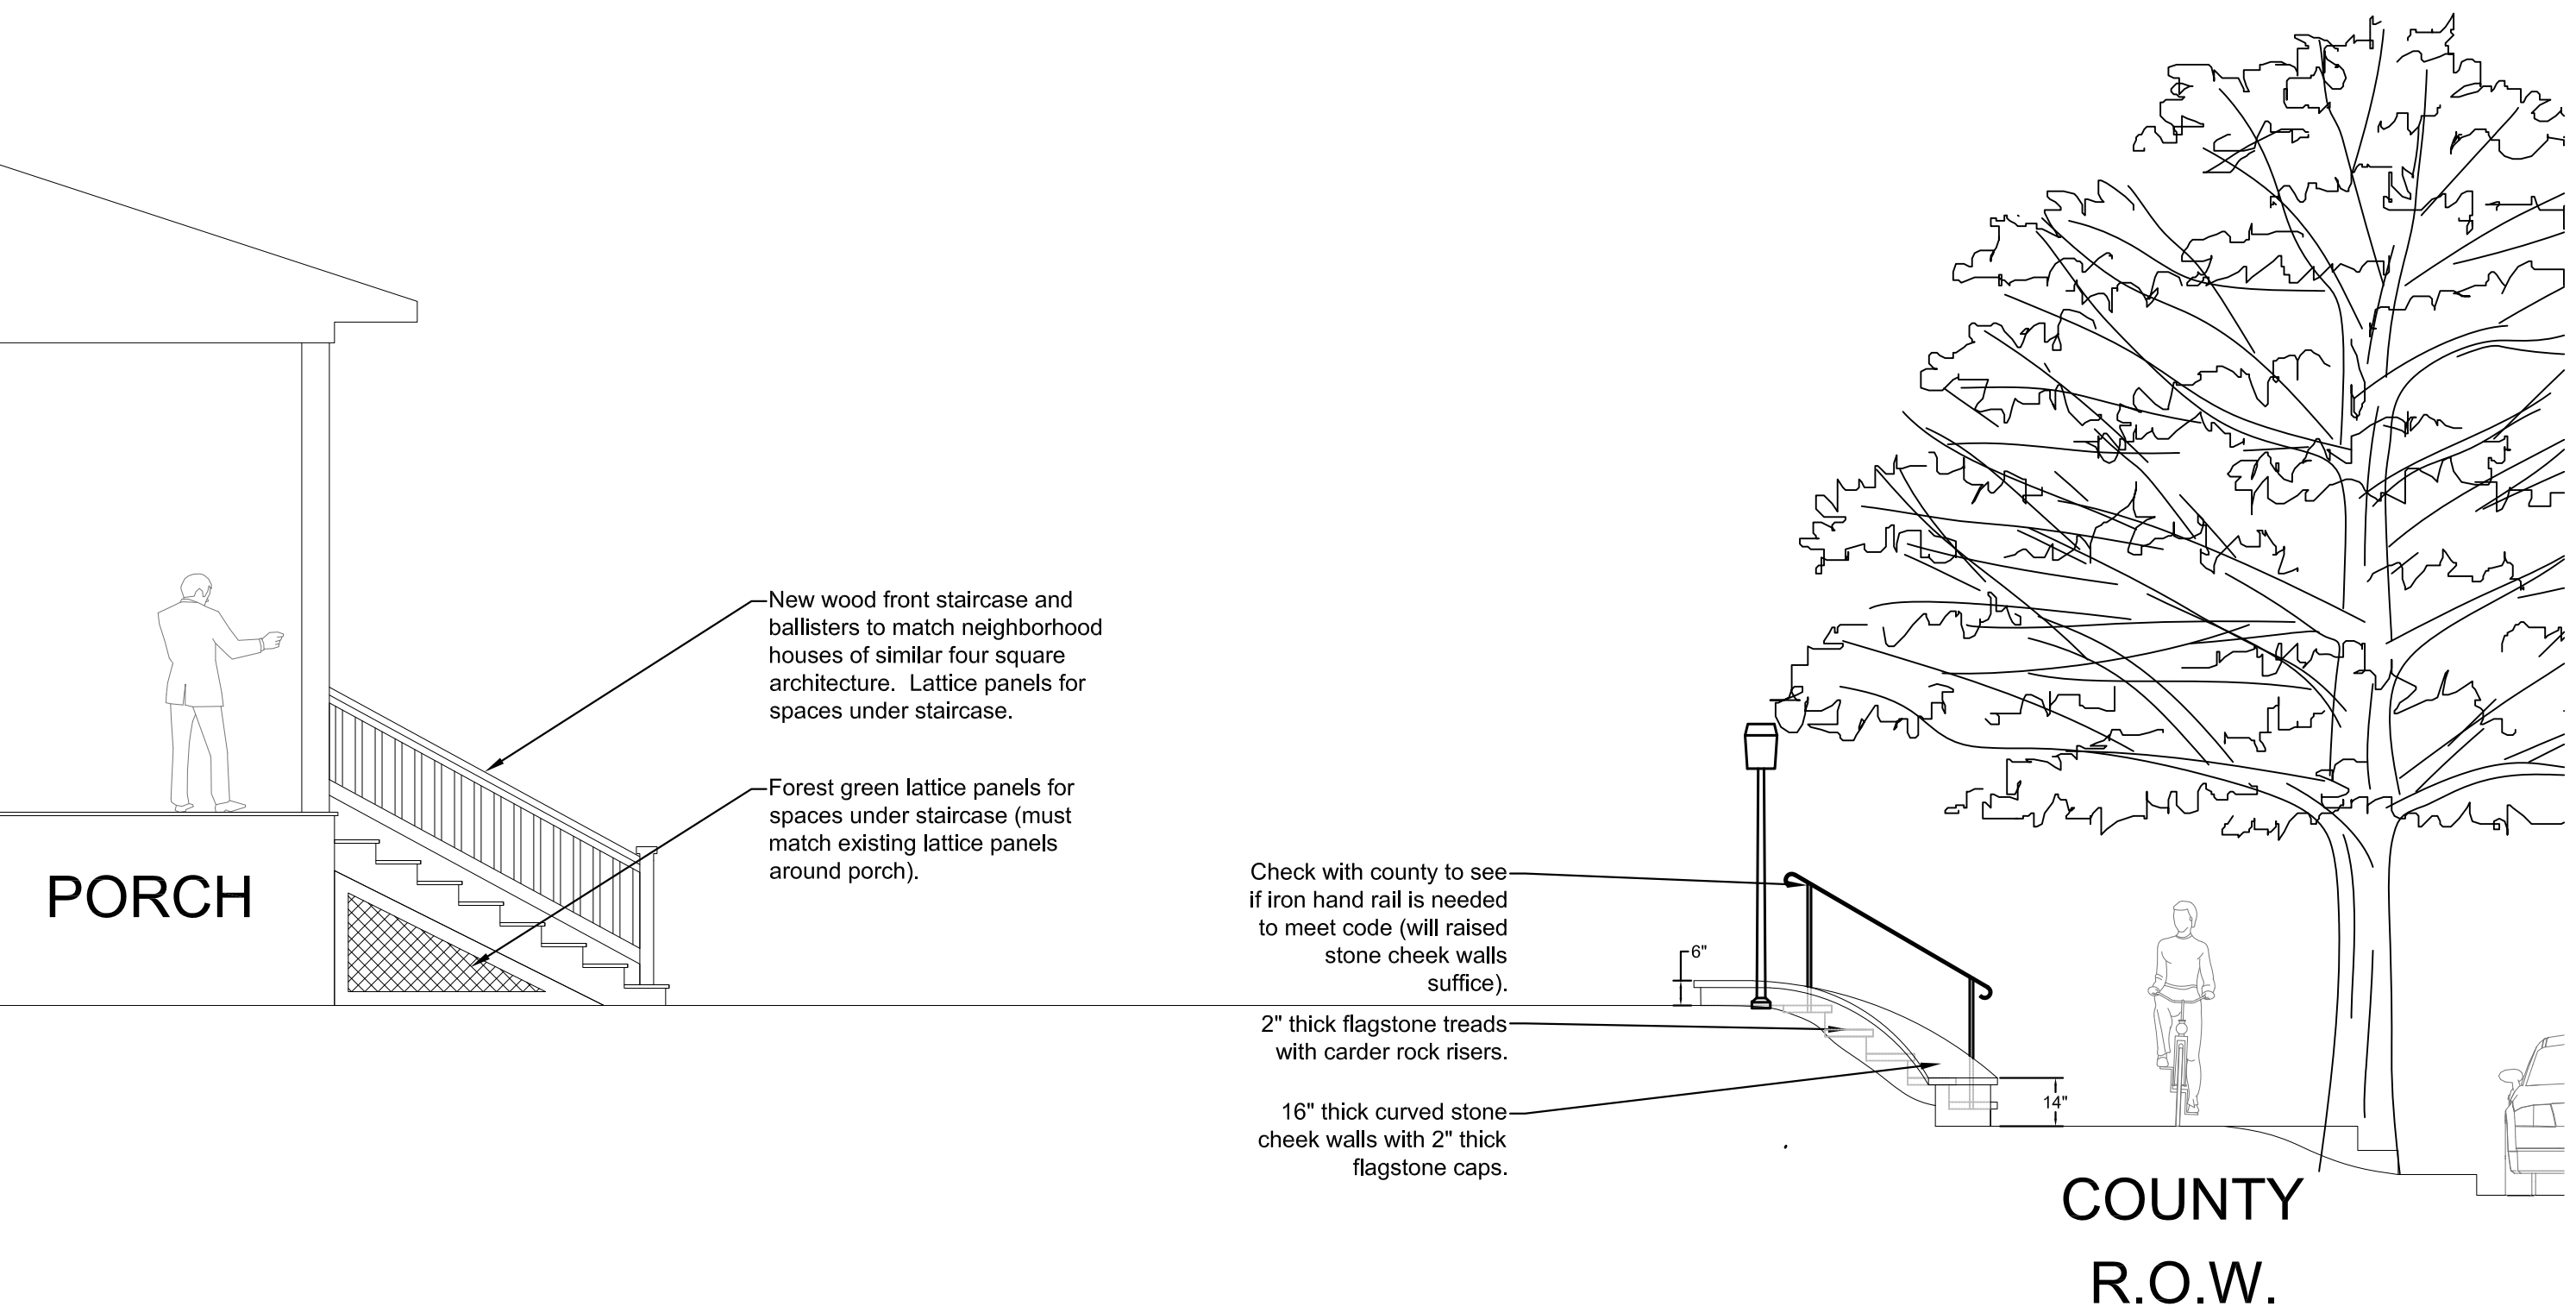 New wood front staircase and
ballisters to match neighborhood
houses of similar four square
architecture.  Lattice panels for
spaces under staircase.
Forest green lattice panels for
spaces under staircase (must
match existing lattice panels
around porch).
PORCH
Check with county to see
if iron hand rail is needed
to meet code (will raised
stone cheek walls
suffice).
6"
2" thick flagstone treads
with carder rock risers.
16" thick curved stone
cheek walls with 2" thick
flagstone caps.
14"
COUNTY
R.O.W.